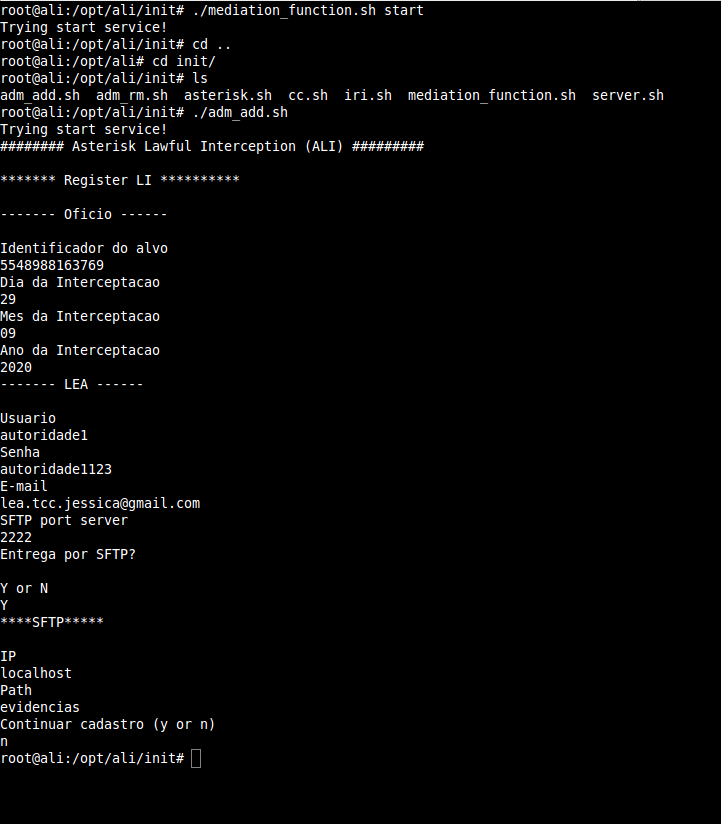 root@ali:/opt/ali/init# ./mediation_function.sh start
Trying start service!
root@ali:/opt/ali/init# cd ..
root@ali:/opt/ali# cd init/
root@ali:/opt/ali/init# ls
adm_add.sh  adm_rm.sh  asterisk.sh  cc.sh  iri.sh  mediation_function.sh  server.sh
root@ali:/opt/ali/init# ./adm_add.sh
Trying start service!
######## Asterisk Lawful Interception (ALI) #########
******* Register LI **********
------- Oficio ------
Identificador do alvo
5548988163769
Dia da Interceptacao
29
Mes da Interceptacao
09
Ano da Interceptacao
2020
------- LEA ------
Usuario
autoridade1
Senha
autoridade1123
E-mail
lea.tcc.jessica@gmail.com
SFTP port server
2222
Entrega por SFTP?
Y or N
Y
****SFTP*****
IP
localhost
Path
evidencias
Continuar cadastro (y or n)
n
root@ali:/opt/ali/init#